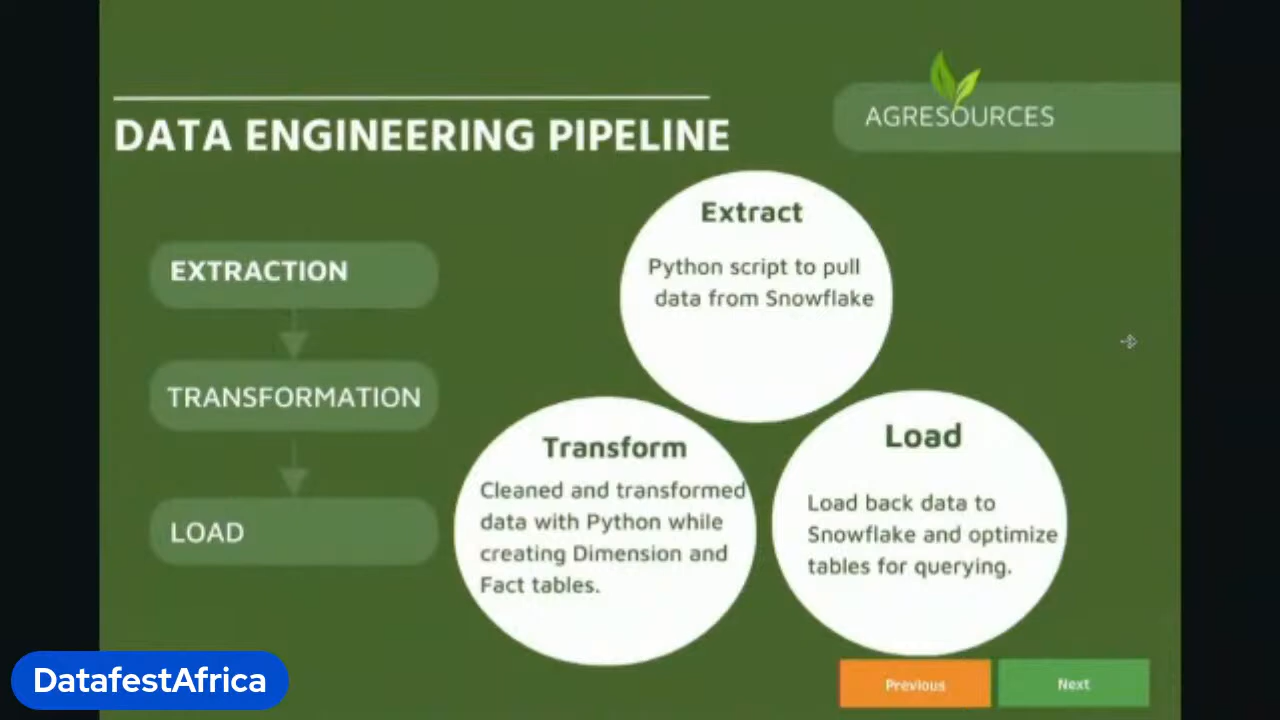 DATA ENGINEERING PIPELINE
AGRESOURCES
EXTRACTION
TRANSFORMATION
LOAD
Extract
Python script to pull
data from Snowflake
Transform
Cleaned and transformed
data with Python while
creating Dimension and
Fact tables.
Load
Load back data to
Snowflake and optimize
tables for querying.
Previous
Next
DatafestAfrica